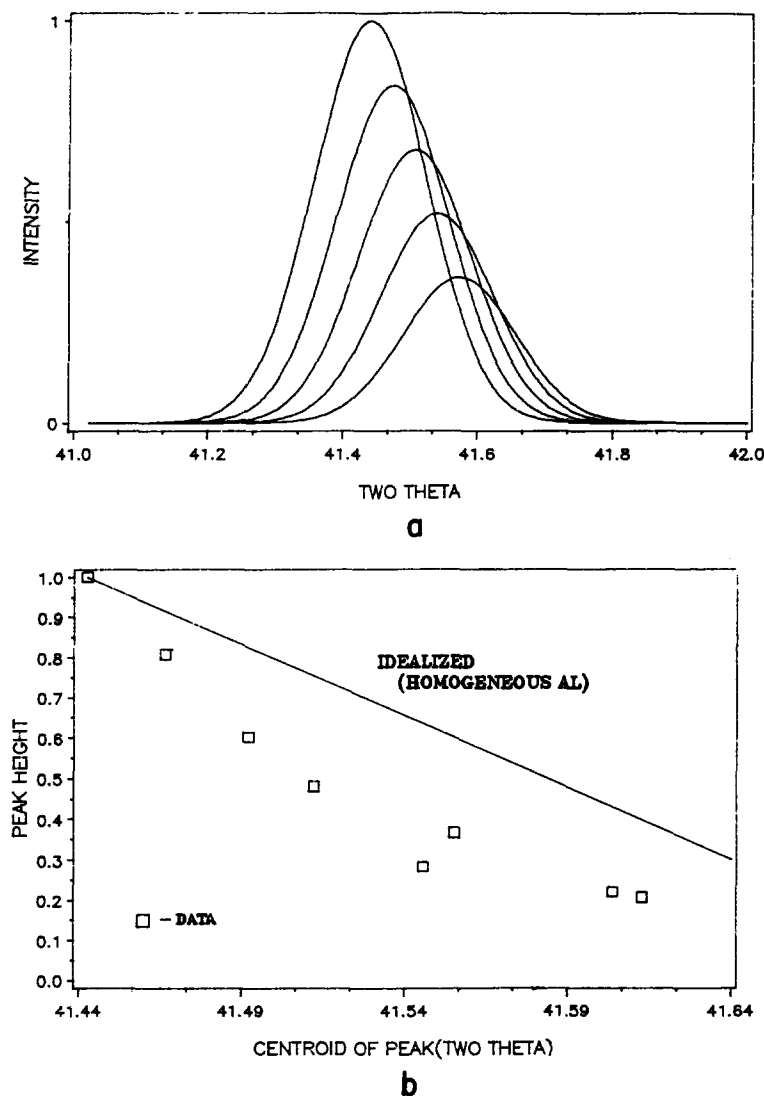 1
INTENSITY
0
41.0 41.2 41.4 41.6 41.8 42.0
TWO THETA
a
1.0
0.9
0.8
0.7
0.6
0.5
0.4
0.3
0.2
0.1
0.0
PEAK HEIGHT
IDEALIZED
(HOMOGENEOUS AL)
□ – DATA
41.44 41.49 41.54 41.59 41.64
CENTROID OF PEAK(TWO THETA)
b